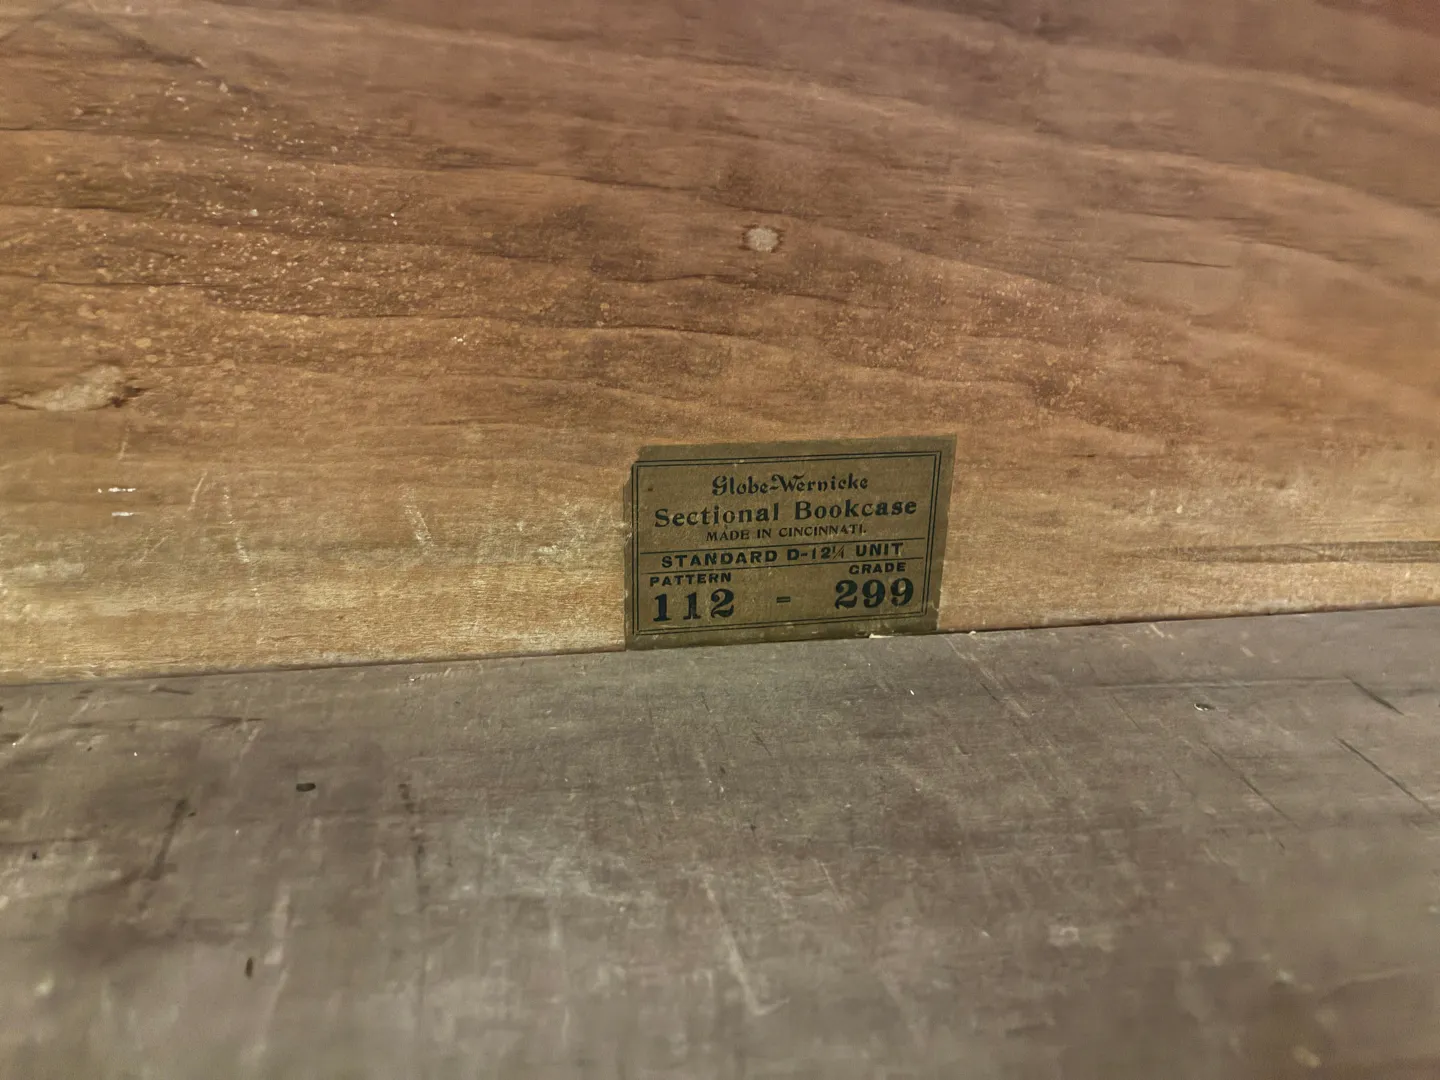 Globe-Wernicke
Sectional Bookcase
MADE IN CINCINNATI.
STANDARD D-12¼ UNIT
PATTERN GRADE
112 - 299